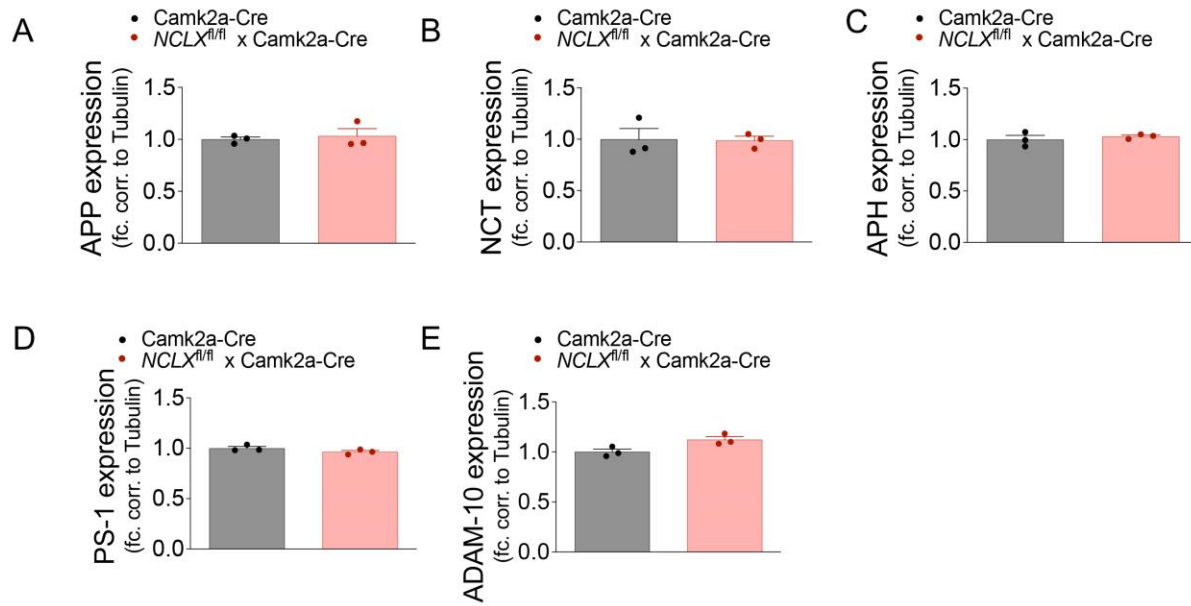 A
Camk2a-Cre
NCLXfl/fl x Camk2a-Cre
APP expression
(fc. corr. to Tubulin)
1.5
1.0
0.5
0.0
B
Camk2a-Cre
NCLXfl/fl x Camk2a-Cre
NCT expression
(fc. corr. to Tubulin)
1.5
1.0
0.5
0.0
C
Camk2a-Cre
NCLXfl/fl x Camk2a-Cre
APH expression
(fc. corr. to Tubulin)
1.5
1.0
0.5
0.0
D
Camk2a-Cre
NCLXfl/fl x Camk2a-Cre
PS-1 expression
(fc. corr. to Tubulin)
1.5
1.0
0.5
0.0
E
Camk2a-Cre
NCLXfl/fl x Camk2a-Cre
ADAM-10 expression
(fc. corr. to Tubulin)
1.5
1.0
0.5
0.0